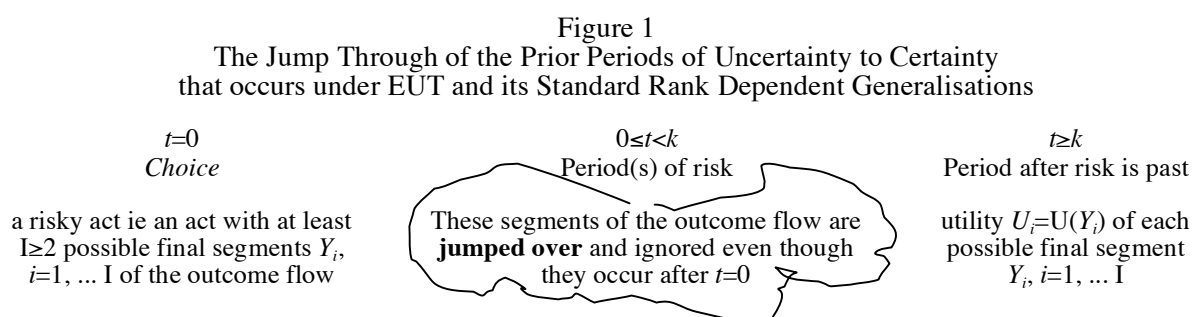 Figure 1
The Jump Through of the Prior Periods of Uncertainty to Certainty
that occurs under EUT and its Standard Rank Dependent Generalisations
t=0
Choice
a risky act ie an act with at least
I≥2 possible final segments Yi,
i=1, ... I of the outcome flow
0≤t<k
Period(s) of risk
These segments of the outcome flow are
jumped over and ignored even though
they occur after t=0
t≥k
Period after risk is past
utility Ui=U(Yi) of each
possible final segment
Yi, i=1, ... I